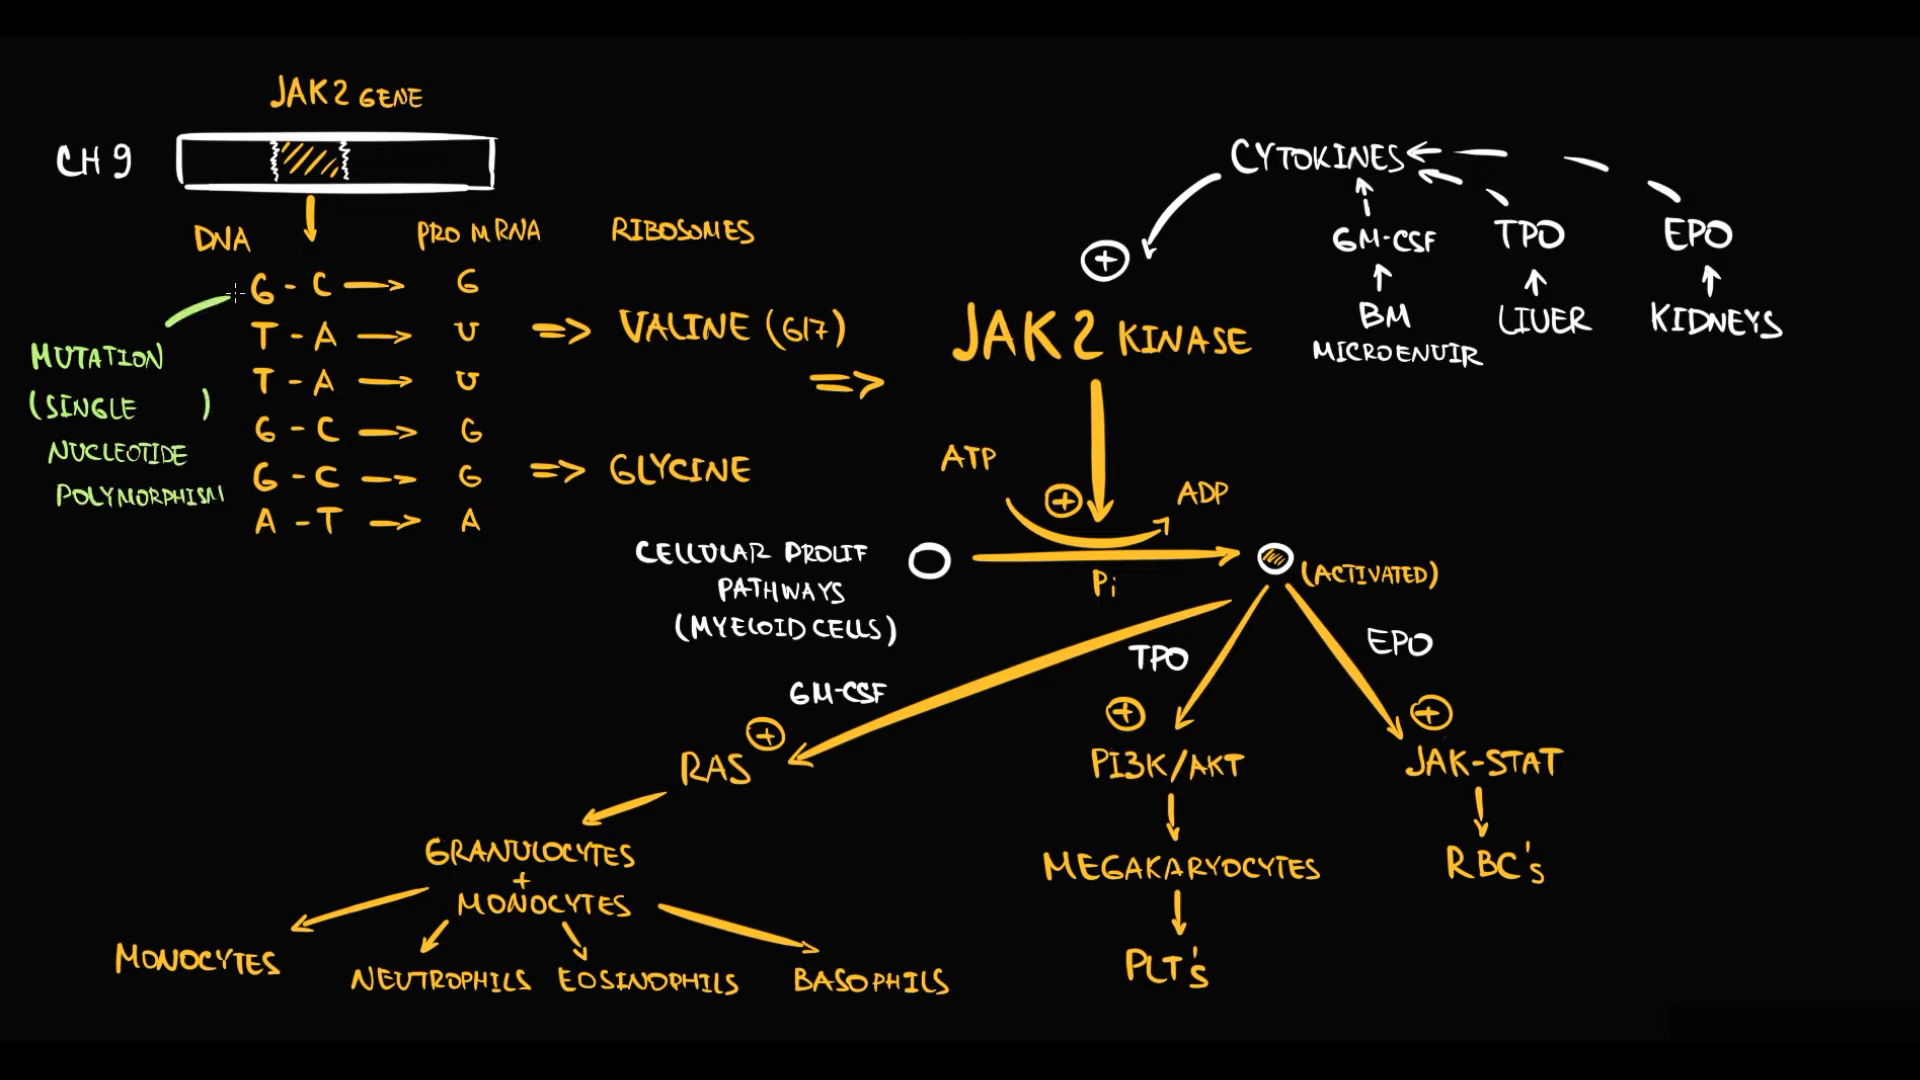 JAK2 GENE
CH 9
DNA PRO MRNA RIBOSOMES
G - C → G
T - A → U => VALINE (617)
T - A → U
G - C → G
G - C → G => GLYCINE
A - T → A
MUTATION
(SINGLE )
NUCLEOTIDE
POLYMORPHISM
=>
CYTOKINES
GM-CSF TPO EPO
BM LIVER KIDNEYS
MICROENVIR
+
JAK2 KINASE
ATP + ADP
Pi
CELLULAR PROLIF
PATHWAYS
(MYELOID CELLS)
(ACTIVATED)
GM-CSF TPO EPO
+ + +
RAS PI3K/AKT JAK-STAT
GRANULOCYTES
+
MONOCYTES
MEGAKARYOCYTES RBC's
MONOCYTES NEUTROPHILS EOSINOPHILS BASOPHILS
PLT's